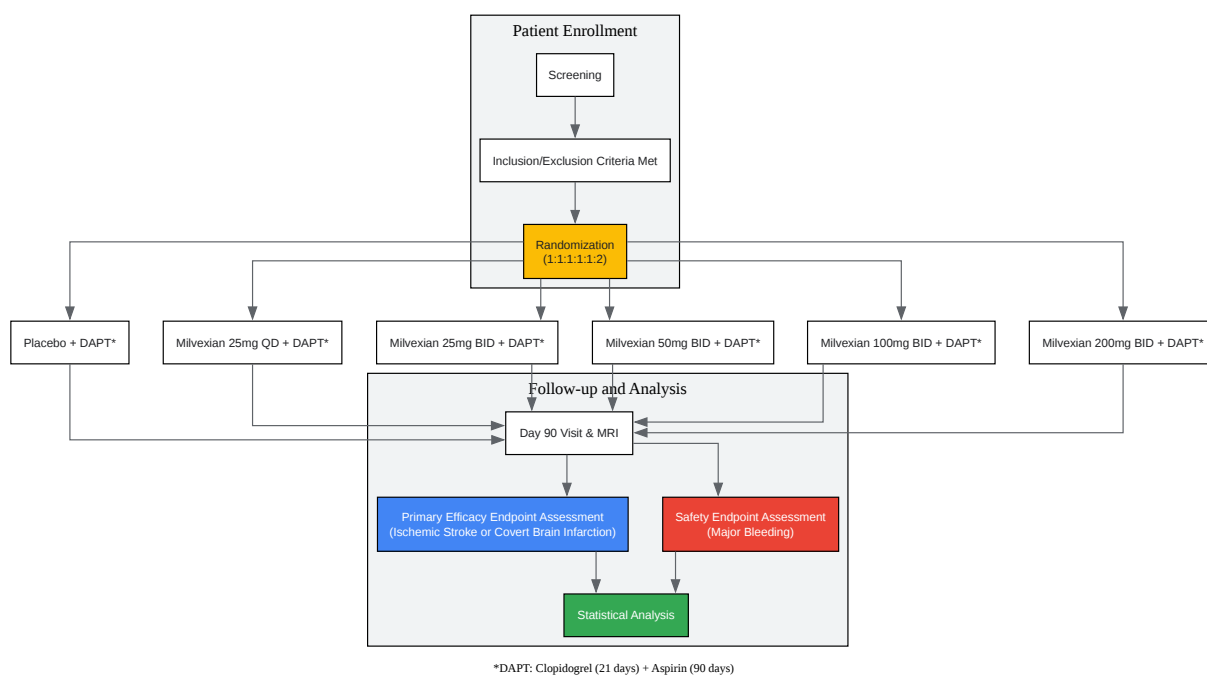 Patient Enrollment
Screening
Inclusion/Exclusion Criteria Met
Randomization
(1:1:1:1:1:2)
Placebo + DAPT*
Milvexian 25mg QD + DAPT*
Milvexian 25mg BID + DAPT*
Milvexian 50mg BID + DAPT*
Milvexian 100mg BID + DAPT*
Milvexian 200mg BID + DAPT*
Follow-up and Analysis
Day 90 Visit & MRI
Primary Efficacy Endpoint Assessment
(Ischemic Stroke or Covert Brain Infarction)
Safety Endpoint Assessment
(Major Bleeding)
Statistical Analysis
*DAPT: Clopidogrel (21 days) + Aspirin (90 days)